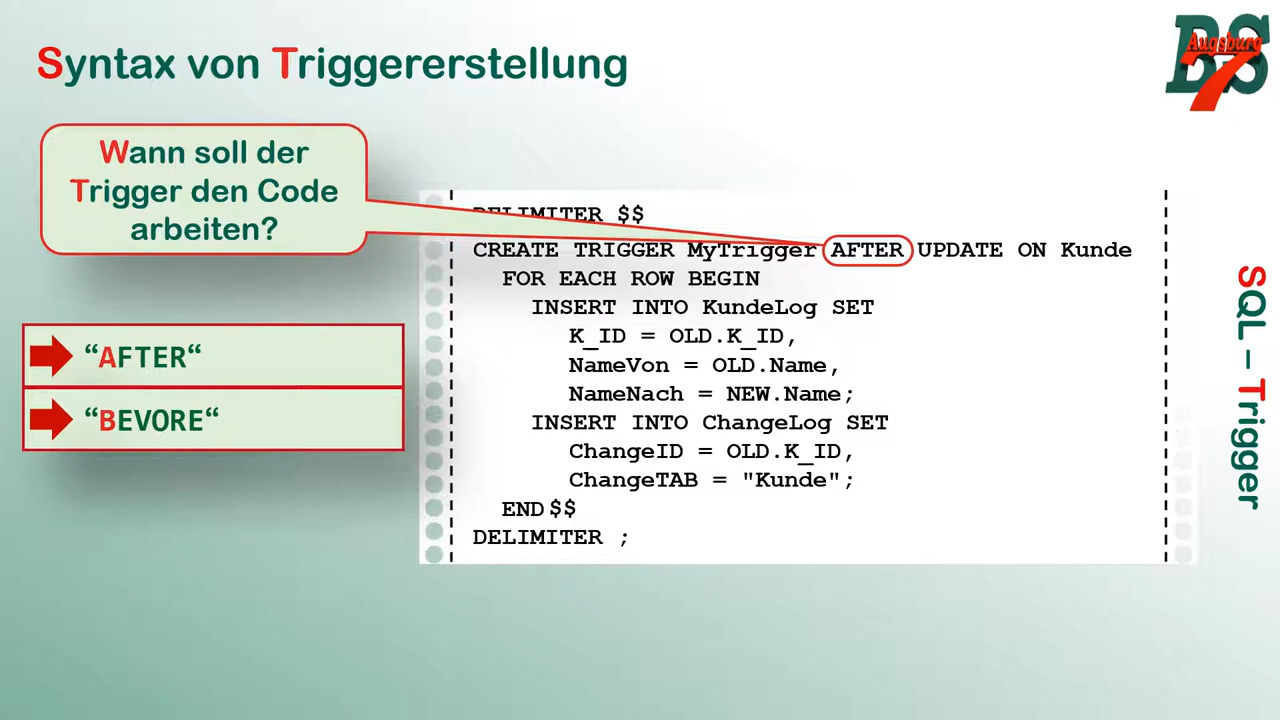 Syntax von Triggererstellung
BS
Augsburg
7
Wann soll der
Trigger den Code
arbeiten?
“AFTER“
“BEVORE“
DELIMITER $$
CREATE TRIGGER MyTrigger AFTER UPDATE ON Kunde
FOR EACH ROW BEGIN
INSERT INTO KundeLog SET
K_ID = OLD.K_ID,
NameVon = OLD.Name,
NameNach = NEW.Name;
INSERT INTO ChangeLog SET
ChangeID = OLD.K_ID,
ChangeTAB = "Kunde";
END$$
DELIMITER ;
SQL – Trigger